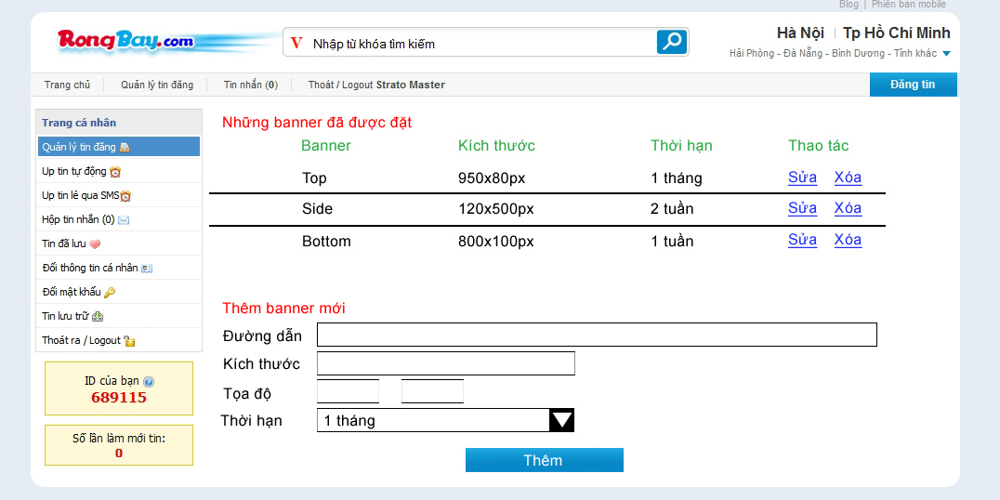 Blog | Phiên bản mobile
RongBay.com
V Nhập từ khóa tìm kiếm
Hà Nội | Tp Hồ Chí Minh
Hải Phòng - Đà Nẵng - Bình Dương - Tỉnh khác
Trang chủ Quản lý tin đăng Tin nhắn (0) Thoát / Logout Strato Master Đăng tin
Trang cá nhân
Quản lý tin đăng
Up tin tự động
Up tin lẻ qua SMS
Hộp tin nhắn (0)
Tin đã lưu
Đổi thông tin cá nhân
Đổi mật khẩu
Tin lưu trữ
Thoát ra / Logout
ID của bạn
689115
Số lần làm mới tin:
0
Những banner đã được đặt
Banner Kích thước Thời hạn Thao tác
Top 950x80px 1 tháng Sửa Xóa
Side 120x500px 2 tuần Sửa Xóa
Bottom 800x100px 1 tuần Sửa Xóa
Thêm banner mới
Đường dẫn
Kích thước
Tọa độ
Thời hạn 1 tháng
Thêm